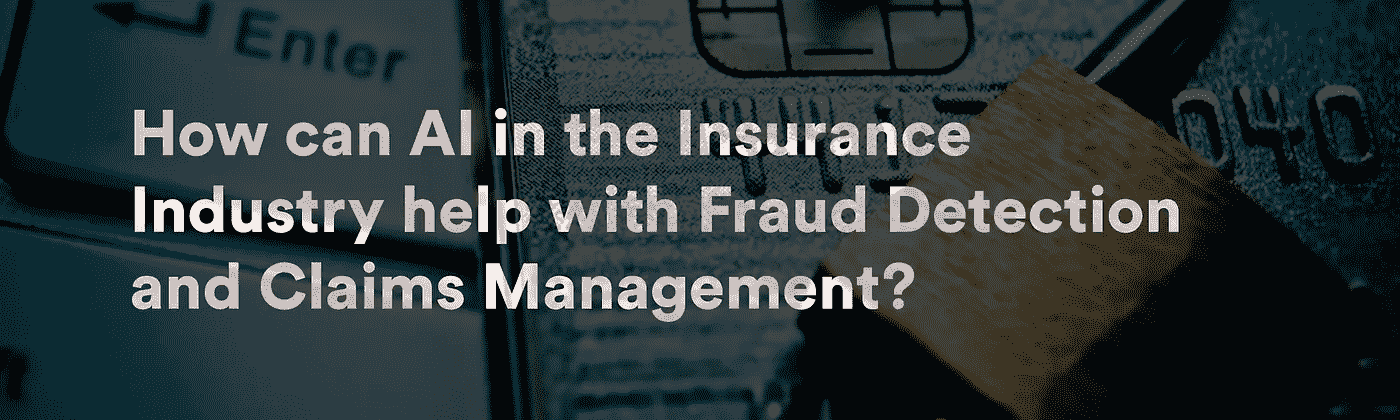 Enter
How can AI in the Insurance
Industry help with Fraud Detection
and Claims Management?
040